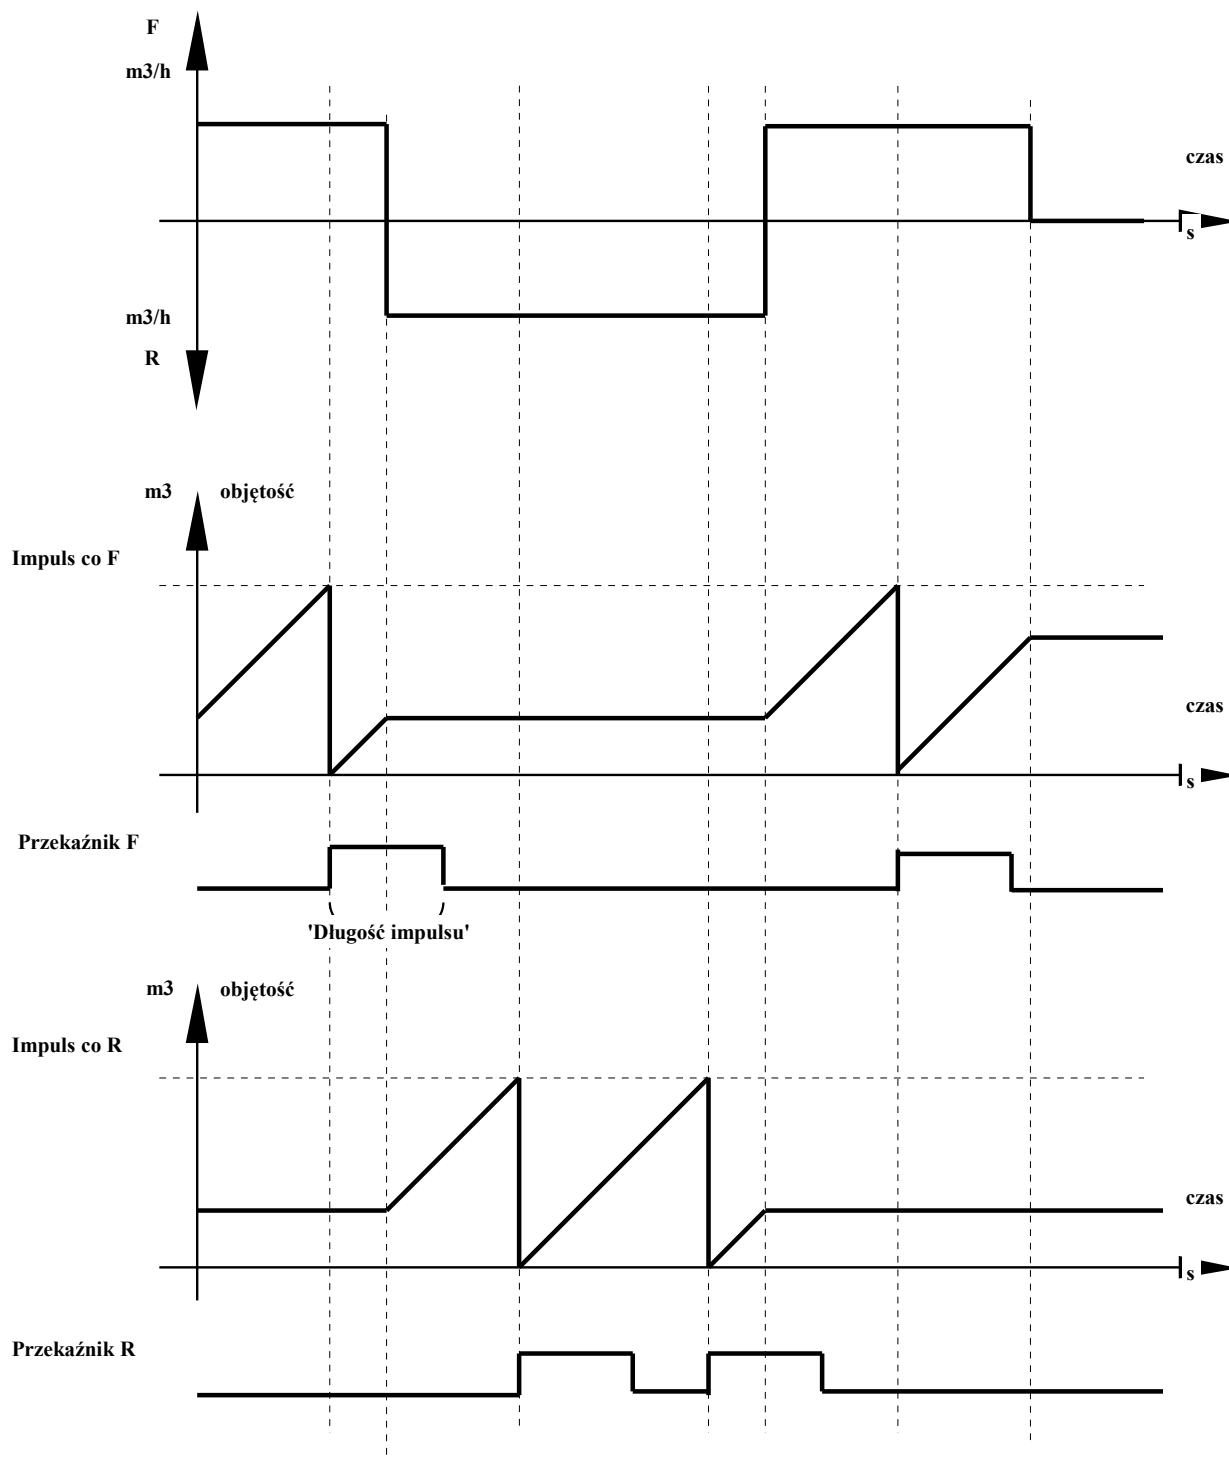 F
m3/h
czas
s
m3/h
R
m3 objętość
Impuls co F
czas
s
Przekaźnik F
'Długość impulsu'
m3 objętość
Impuls co R
czas
s
Przekaźnik R